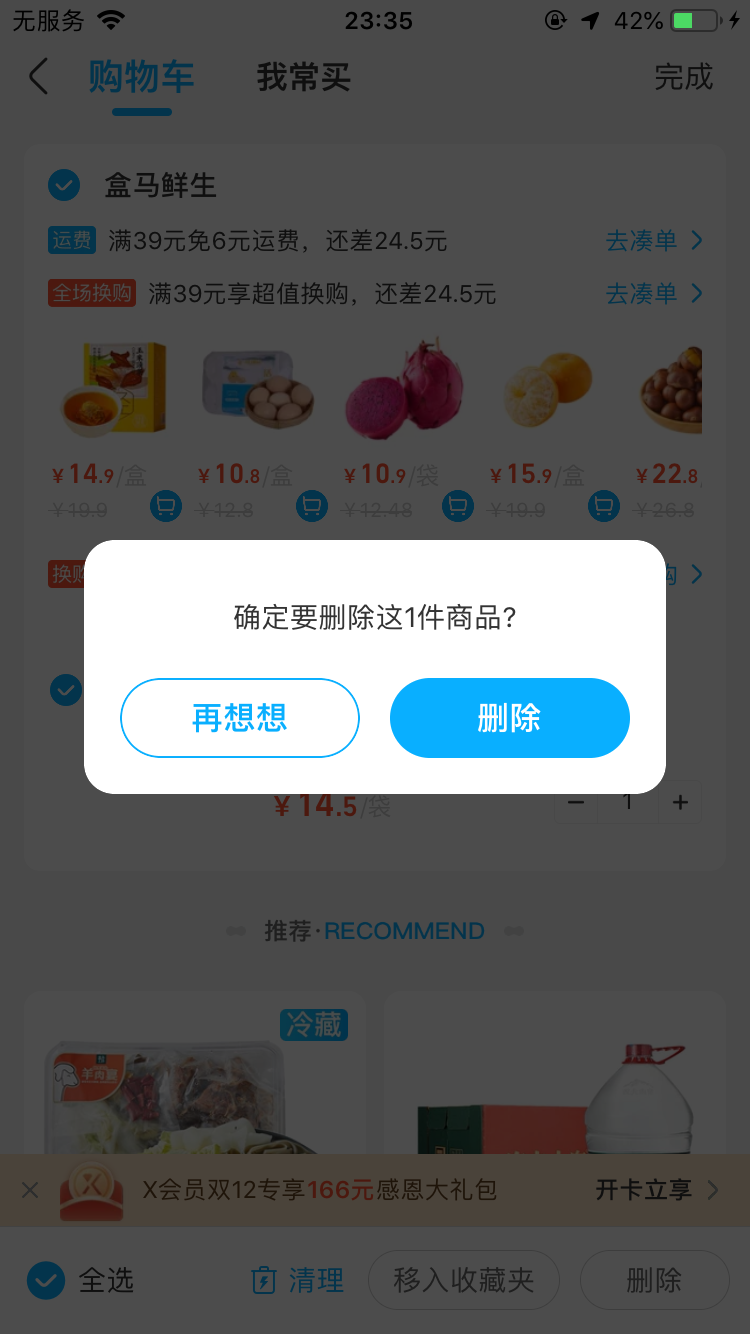 无服务 23:35 42%
购物车 我常买 完成
盒马鲜生
运费 满39元免6元运费，还差24.5元 去凑单
全场换购 满39元享超值换购，还差24.5元 去凑单
¥14.9/盒 ¥10.8/盒 ¥10.9/袋 ¥15.9/盒 ¥22.8
¥19.9 ¥12.8 ¥12.48 ¥19.9 ¥26.8
换购
确定要删除这1件商品?
再想想 删除
¥14.5/袋 1
推荐·RECOMMEND
冷藏
X会员双12专享166元感恩大礼包 开卡立享
全选 清理 移入收藏夹 删除